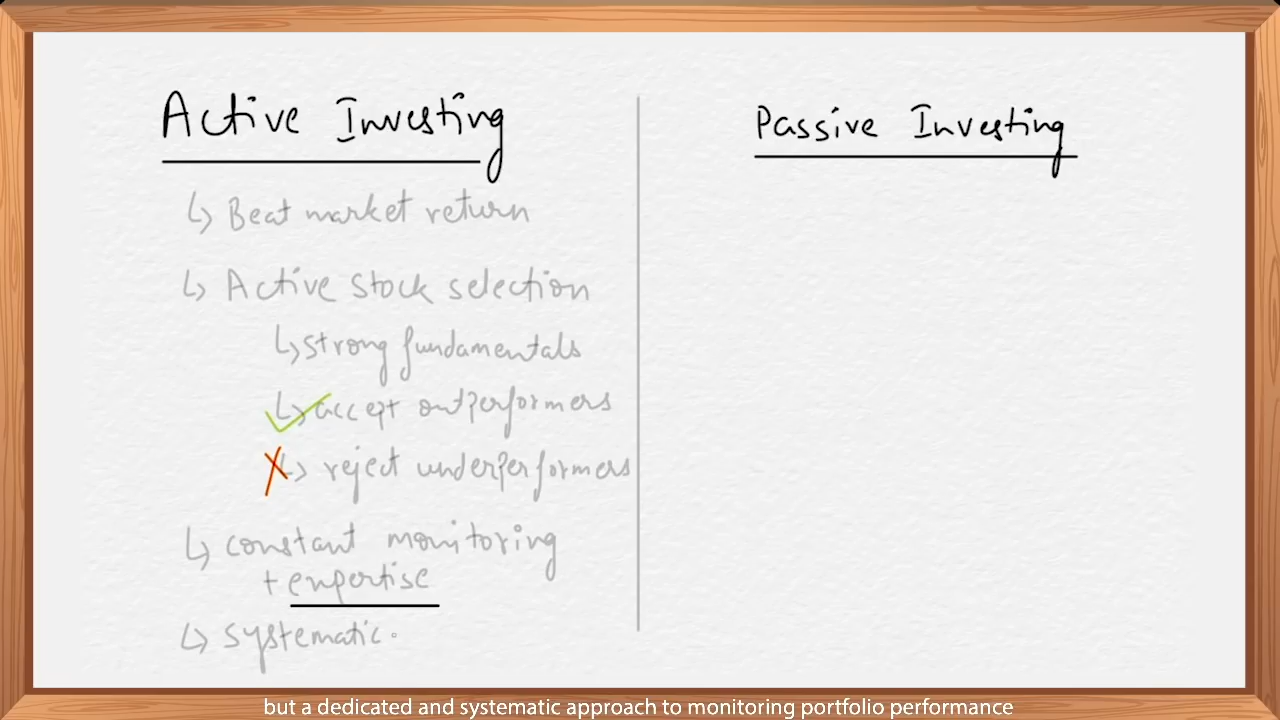 Active Investing
↳ Beat market return
↳ Active stock selection
↳ strong fundamentals
↳ accept outperformers
↳ reject underperformers
↳ constant monitoring
+ expertise
↳ systematic
Passive Investing
but a dedicated and systematic approach to monitoring portfolio performance